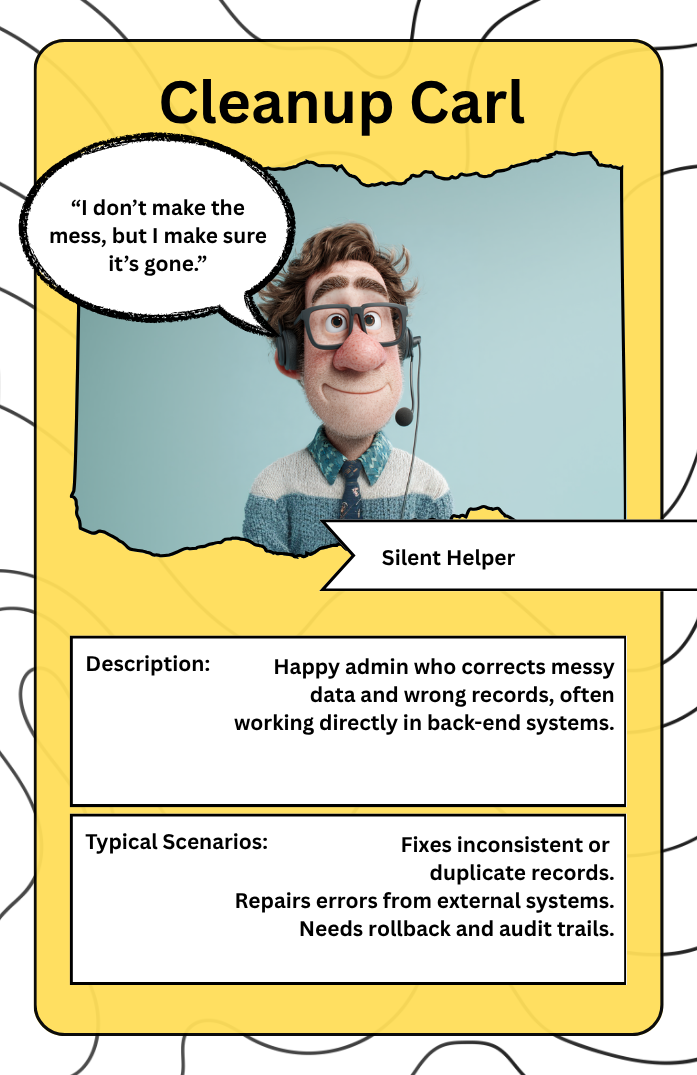 Cleanup Carl
“I don’t make the
mess, but I make sure
it’s gone.”
Silent Helper
Description:
Happy admin who corrects messy
data and wrong records, often
working directly in back-end systems.
Typical Scenarios:
Fixes inconsistent or
duplicate records.
Repairs errors from external systems.
Needs rollback and audit trails.